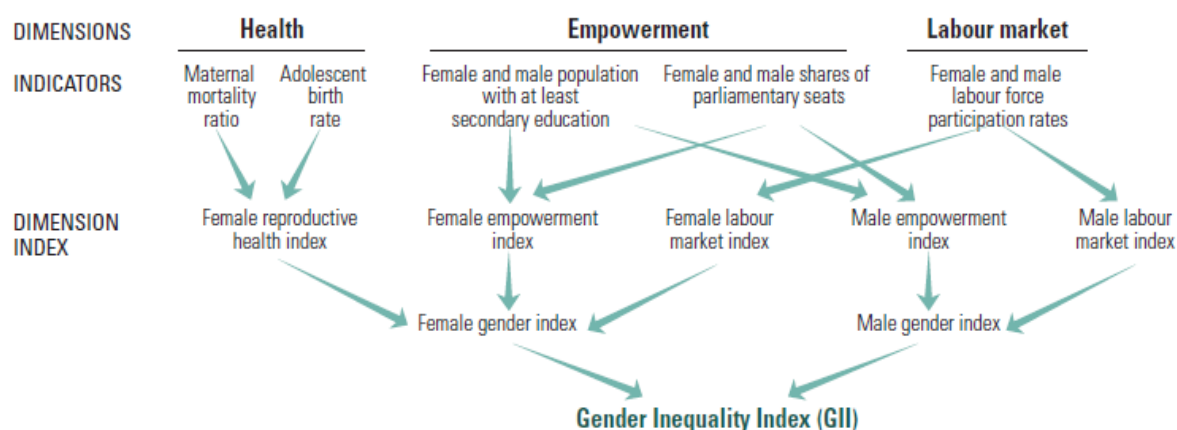 DIMENSIONS
Health
Empowerment
Labour market
INDICATORS
Maternal
mortality
ratio
Adolescent
birth
rate
Female and male population
with at least
secondary education
Female and male shares of
parliamentary seats
Female and male
labour force
participation rates
DIMENSION
INDEX
Female reproductive
health index
Female empowerment
index
Female labour
market index
Male empowerment
index
Male labour
market index
Female gender index
Male gender index
Gender Inequality Index (GII)